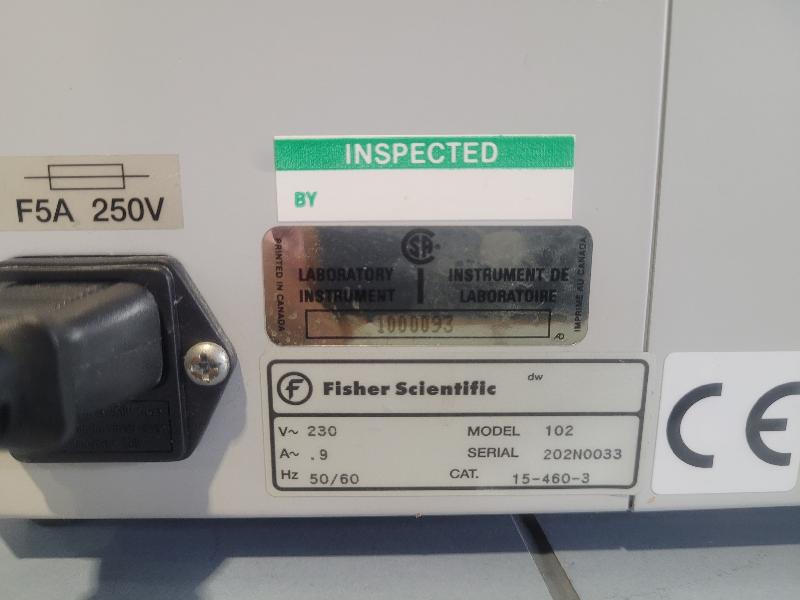 INSPECTED
BY
F5A 250V
PRINTED IN CANADA
LABORATORY
INSTRUMENT
INSTRUMENT DE
LABORATOIRE
IMPRIMÉ AU CANADA
1000093
F Fisher Scientific dw
V~ 230 MODEL 102
A~ .9 SERIAL 202N0033
Hz 50/60 CAT. 15-460-3
CE